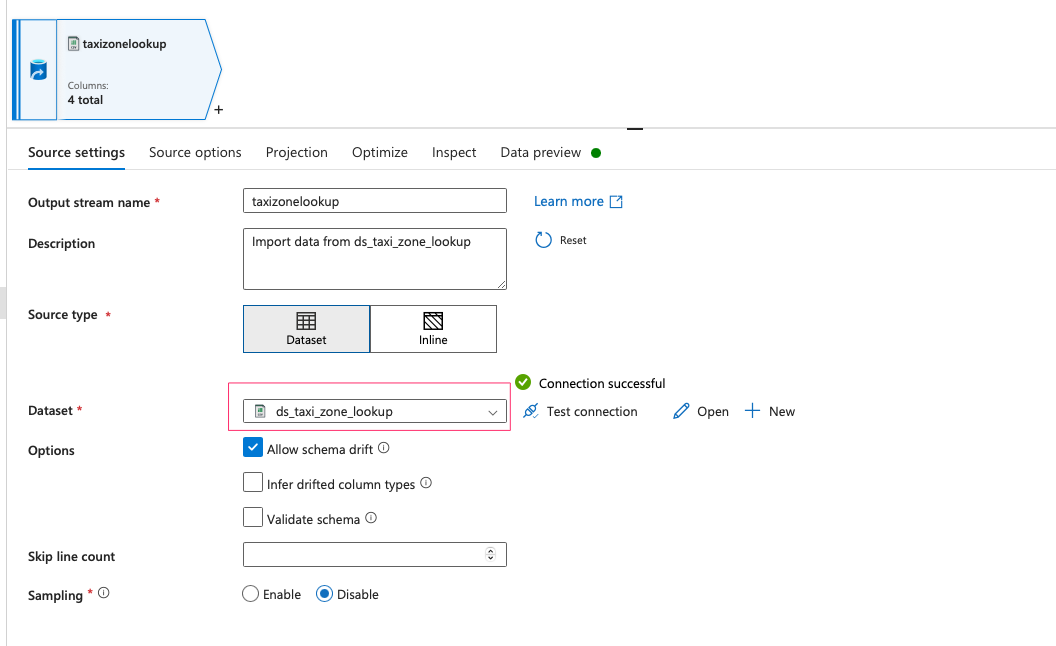 taxizonelookup
Columns:
4 total
+
Source settings Source options Projection Optimize Inspect Data preview
Output stream name * taxizonelookup Learn more
Description Import data from ds_taxi_zone_lookup Reset
Source type *
Dataset Inline
Connection successful
Dataset * ds_taxi_zone_lookup Test connection Open + New
Options Allow schema drift
Infer drifted column types
Validate schema
Skip line count
Sampling * Enable Disable